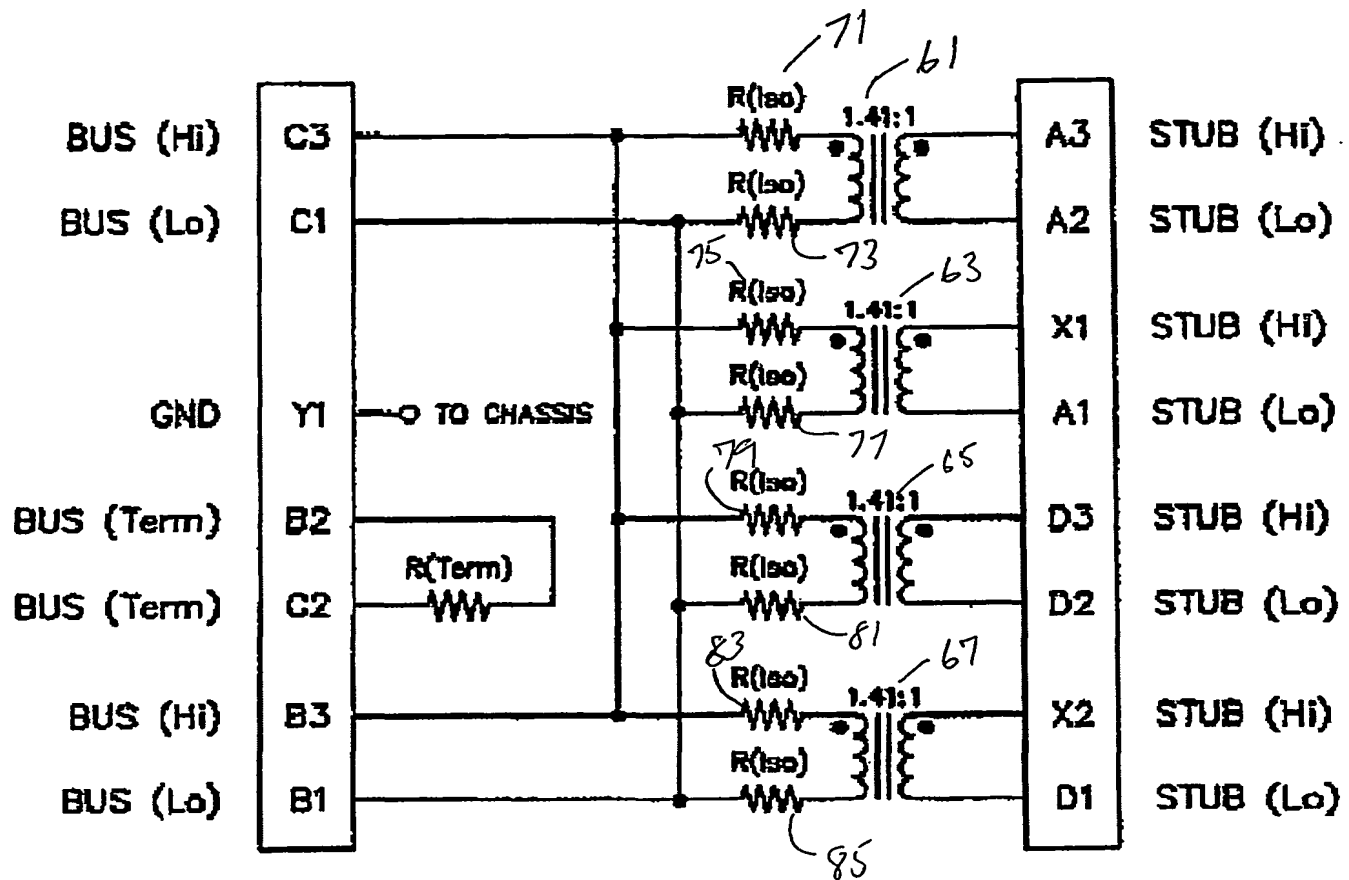 71
61
R(Iso)
1.41:1
BUS (Hi) C3 A3 STUB (Hi)
R(Iso)
BUS (Lo) C1 A2 STUB (Lo)
75 73 63
R(Iso)
1.41:1
X1 STUB (Hi)
R(Iso)
GND Y1 TO CHASSIS A1 STUB (Lo)
79 77 65
R(Iso)
1.41:1
BUS (Term) B2 D3 STUB (Hi)
R(Term) R(Iso)
BUS (Term) C2 D2 STUB (Lo)
83 81 67
R(Iso)
1.41:1
BUS (Hi) B3 X2 STUB (Hi)
R(Iso)
BUS (Lo) B1 D1 STUB (Lo)
85